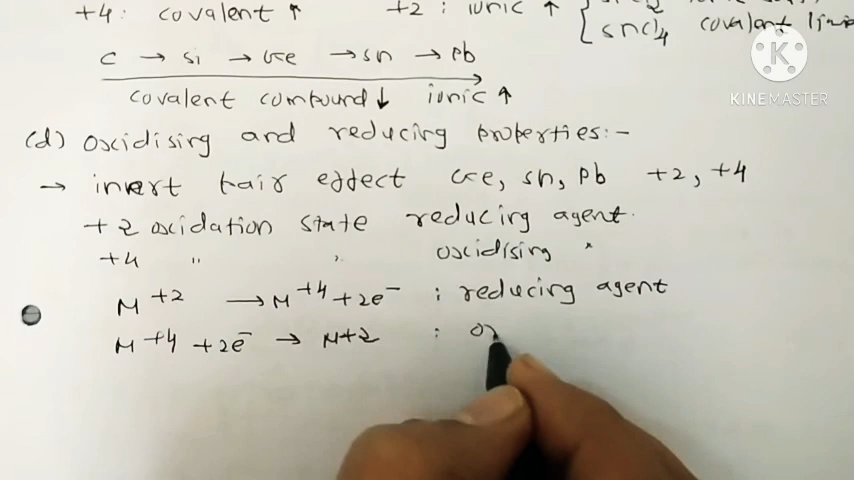 +4: covalent ↑ +2: ionic ↑
{ sncl4 covalent
C → Si → Ge → Sn → Pb
covalent compound ↓ ionic ↑
KINEMASTER
(d) oxidising and reducing properties:-
→ inert pair effect Ge, Sn, Pb +2, +4
+2 oxidation state reducing agent.
+4 " " oxidising "
M+2 → M+4 + 2e- : reducing agent
M+4 + 2e- → M+2 : ox